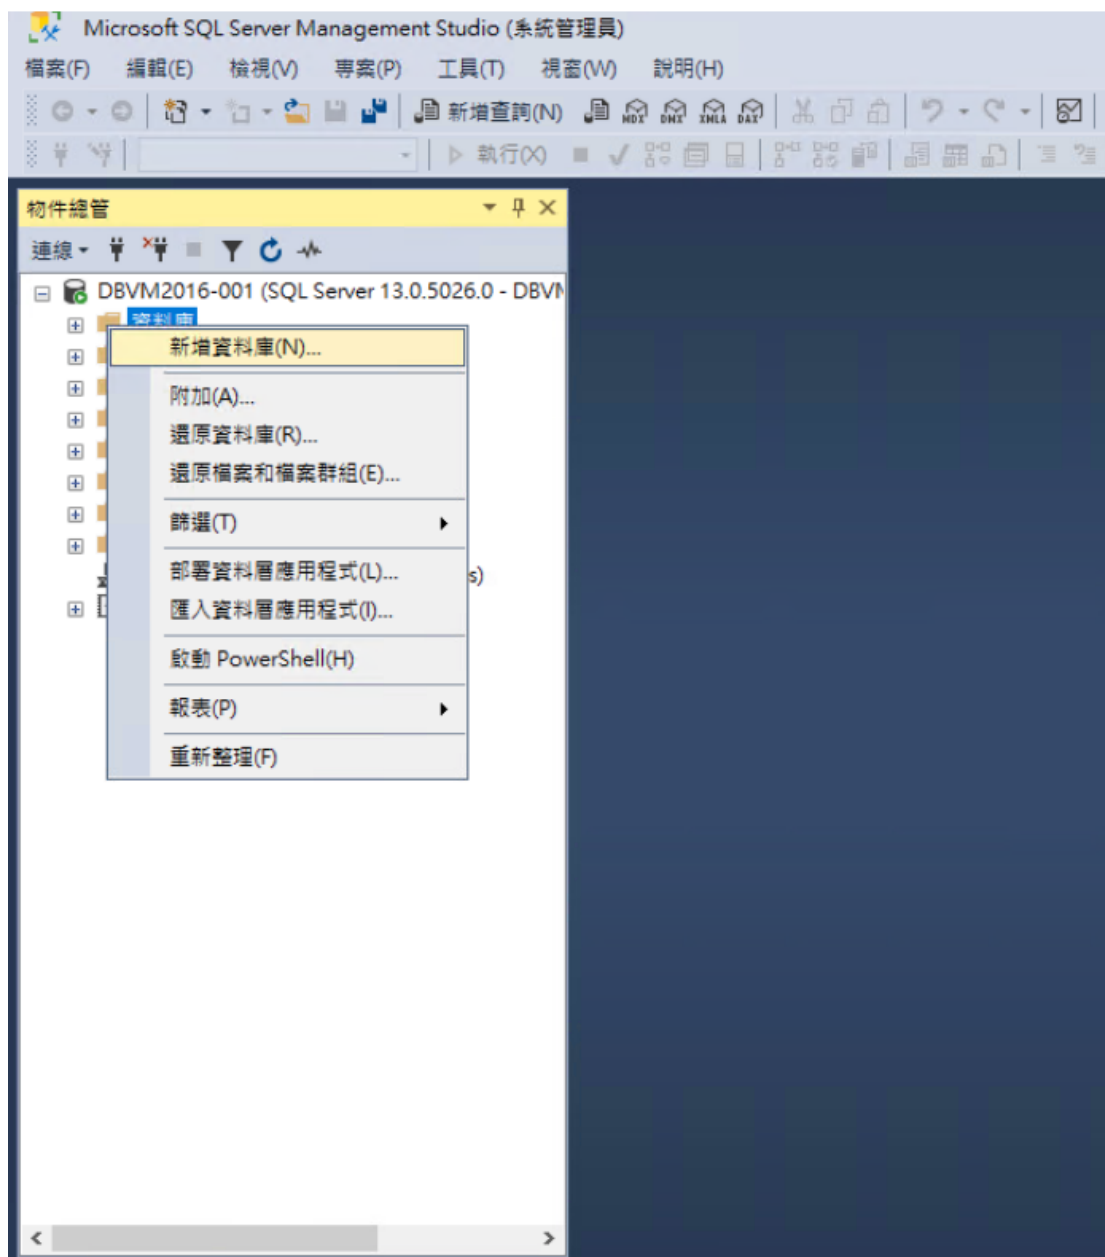 Microsoft SQL Server Management Studio (系統管理員)
檔案(F) 編輯(E) 檢視(V) 專案(P) 工具(T) 視窗(W) 說明(H)
新增查詢(N) MDX DMX XMLA DAX
執行(X)
物件總管
連線
DBVM2016-001 (SQL Server 13.0.5026.0 - DBVM
資料庫
新增資料庫(N)...
附加(A)...
還原資料庫(R)...
還原檔案和檔案群組(E)...
篩選(T)
部署資料層應用程式(L)...
s)
匯入資料層應用程式(I)...
啟動 PowerShell(H)
報表(P)
重新整理(F)